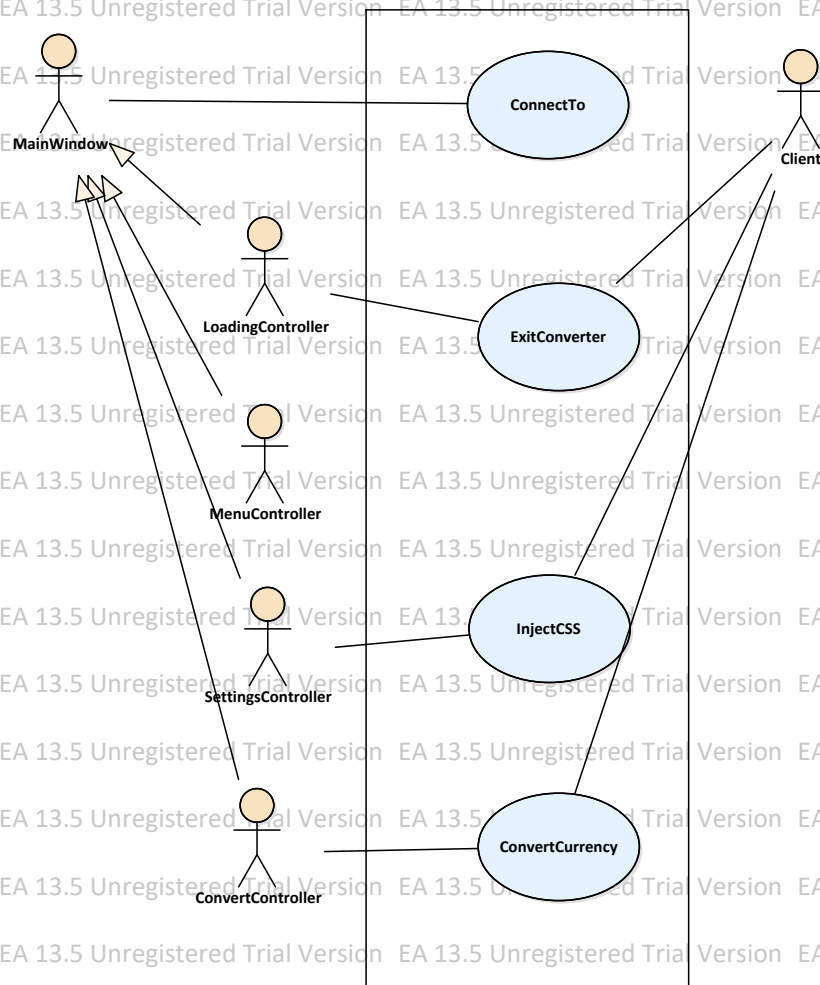 EA 13.5 Unregistered Trial Version EA 13.5 Unregistered Trial Version EA
MainWindow
ConnectTo
Client
LoadingController
ExitConverter
MenuController
SettingsController
InjectCSS
ConvertController
ConvertCurrency